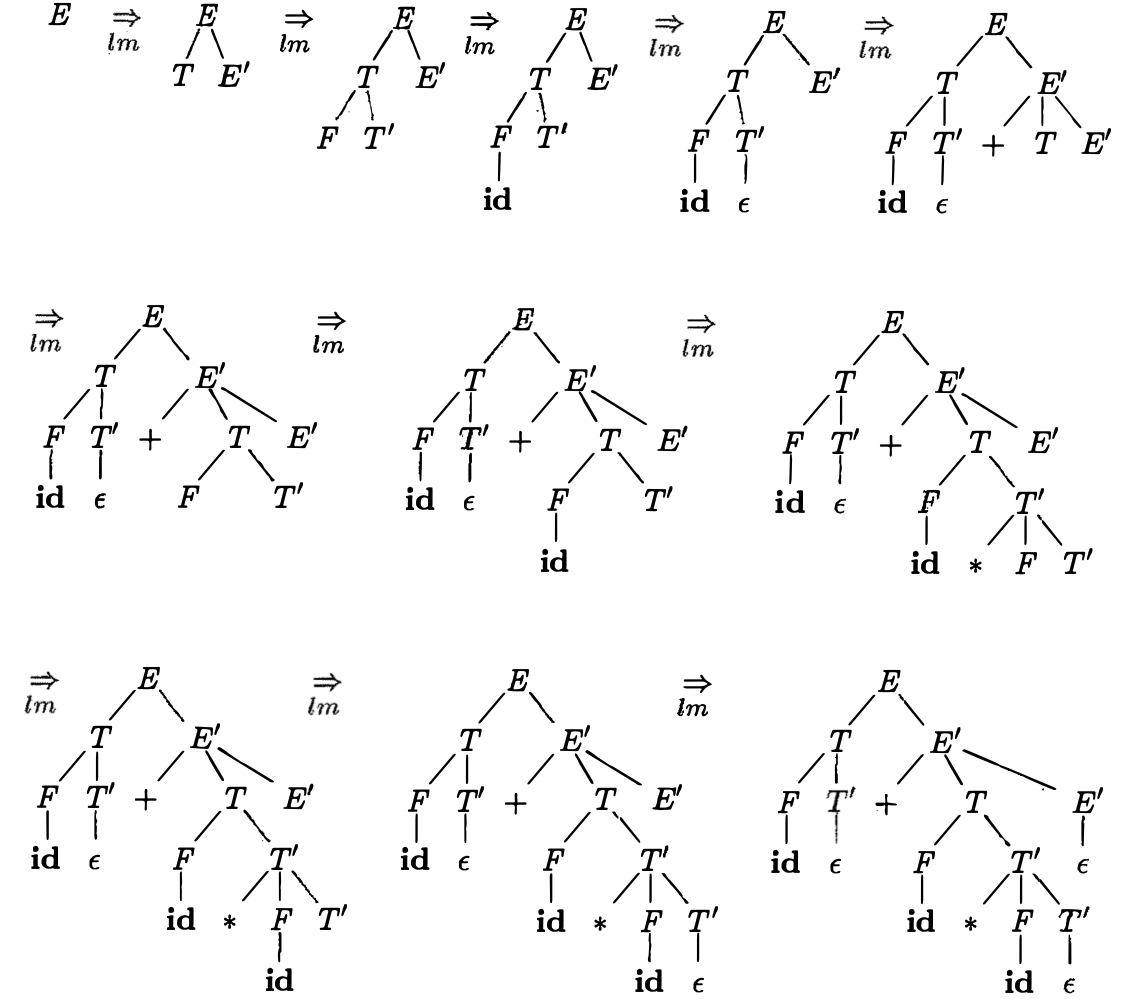 E ⇒ E ⇒ E ⇒ E ⇒ E ⇒ E
lm lm lm lm lm
T E′ T E′ T E′ T E′ T E′
F T′ F T′ F T′ F T′ + T E′
id id ϵ id ϵ
⇒ E ⇒ E ⇒ E
lm lm lm
T E′ T E′ T E′
F T′ + T E′ F T′ + T E′ F T′ + T E′
id ϵ F T′ id ϵ F T′ id ϵ F T′
id id * F T′
⇒ E ⇒ E ⇒ E
lm lm lm
T E′ T E′ T E′
F T′ + T E′ F T′ + T E′ F T′ + T E′
id ϵ F T′ id ϵ F T′ id ϵ F T′ ϵ
id * F T′ id * F T′ id * F T′
id id ϵ id ϵ